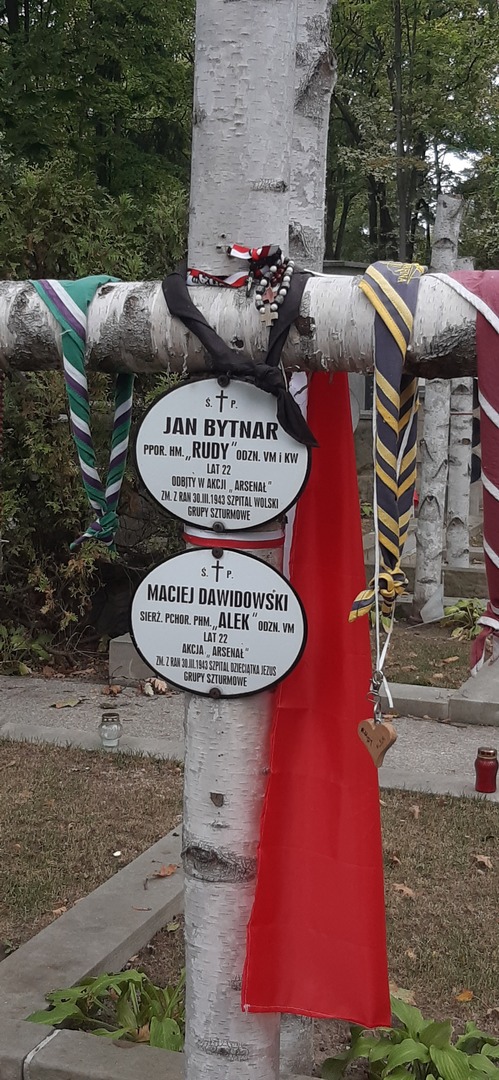 Ś. † P.
JAN BYTNAR
PPOR. HM. „RUDY" ODZN. VM i KW
LAT 22
ODBITY W AKCJI „ARSENAŁ"
ZM. Z RAN 30.III.1943 SZPITAL WOLSKI
GRUPY SZTURMOWE
Ś. † P.
MACIEJ DAWIDOWSKI
SIERŻ. PCHOR. PHM. „ALEK" ODZN. VM
LAT 22
AKCJA „ARSENAŁ"
ZM. Z RAN 30.III.1943 SZPITAL DZIECIĄTKA JEZUS
GRUPY SZTURMOWE